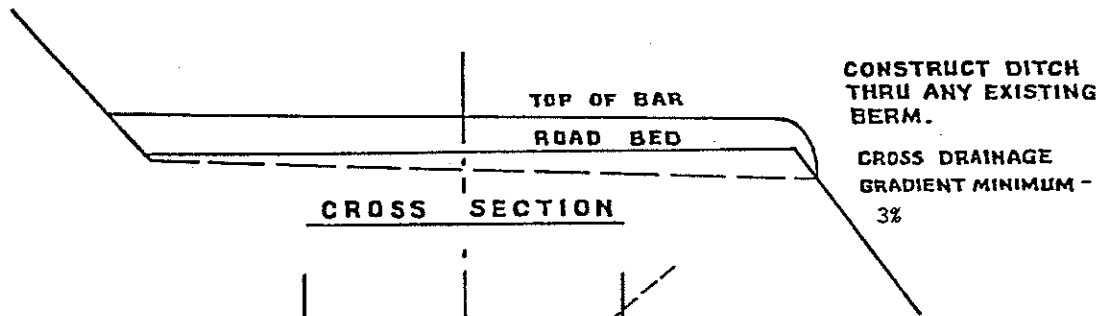 TOP OF BAR
ROAD BED
CROSS SECTION
CONSTRUCT DITCH
THRU ANY EXISTING
BERM.
CROSS DRAINAGE
GRADIENT MINIMUM -
3%